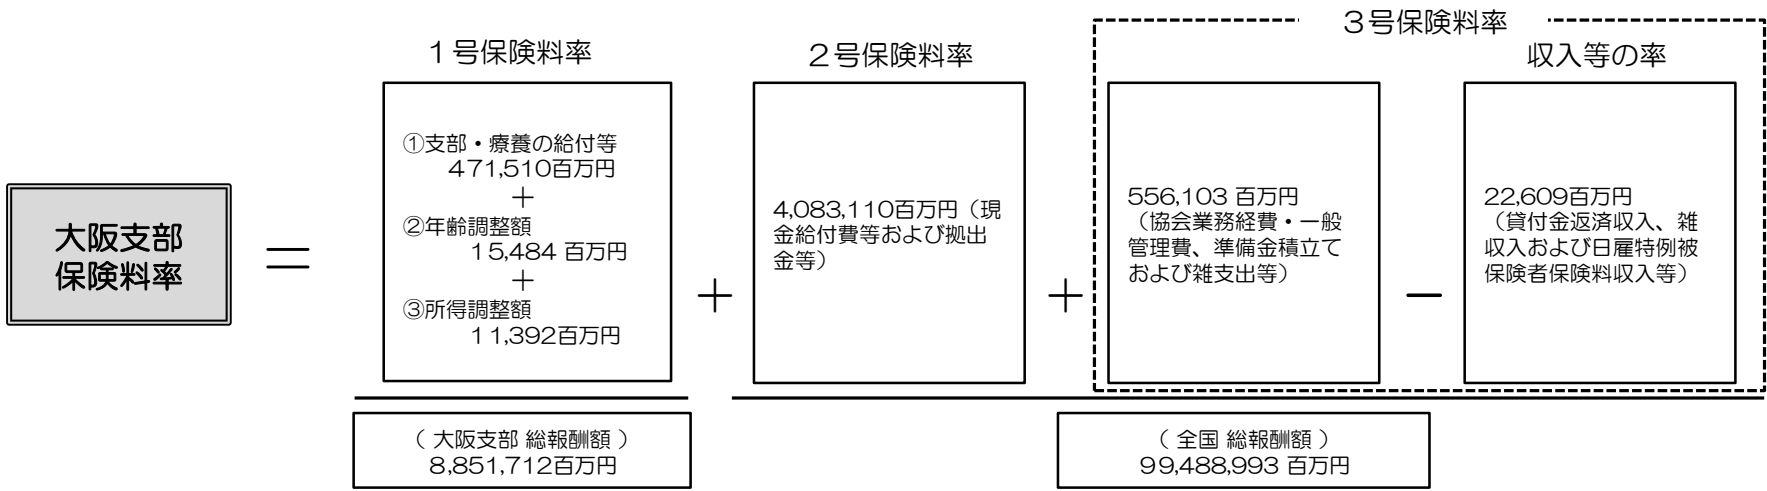 大阪支部
保険料率
＝
１号保険料率
①支部・療養の給付等
471,510百万円
＋
②年齢調整額
15,484 百万円
＋
③所得調整額
11,392百万円
（ 大阪支部 総報酬額 ）
8,851,712百万円
＋
２号保険料率
4,083,110百万円（現
金給付費等および拠出
金等）
＋
３号保険料率
556,103 百万円
（協会業務経費・一般
管理費、準備金積立て
および雑支出等）
－
収入等の率
22,609百万円
（貸付金返済収入、雑
収入および日雇特例被
保険者保険料収入等）
（ 全国 総報酬額 ）
99,488,993 百万円